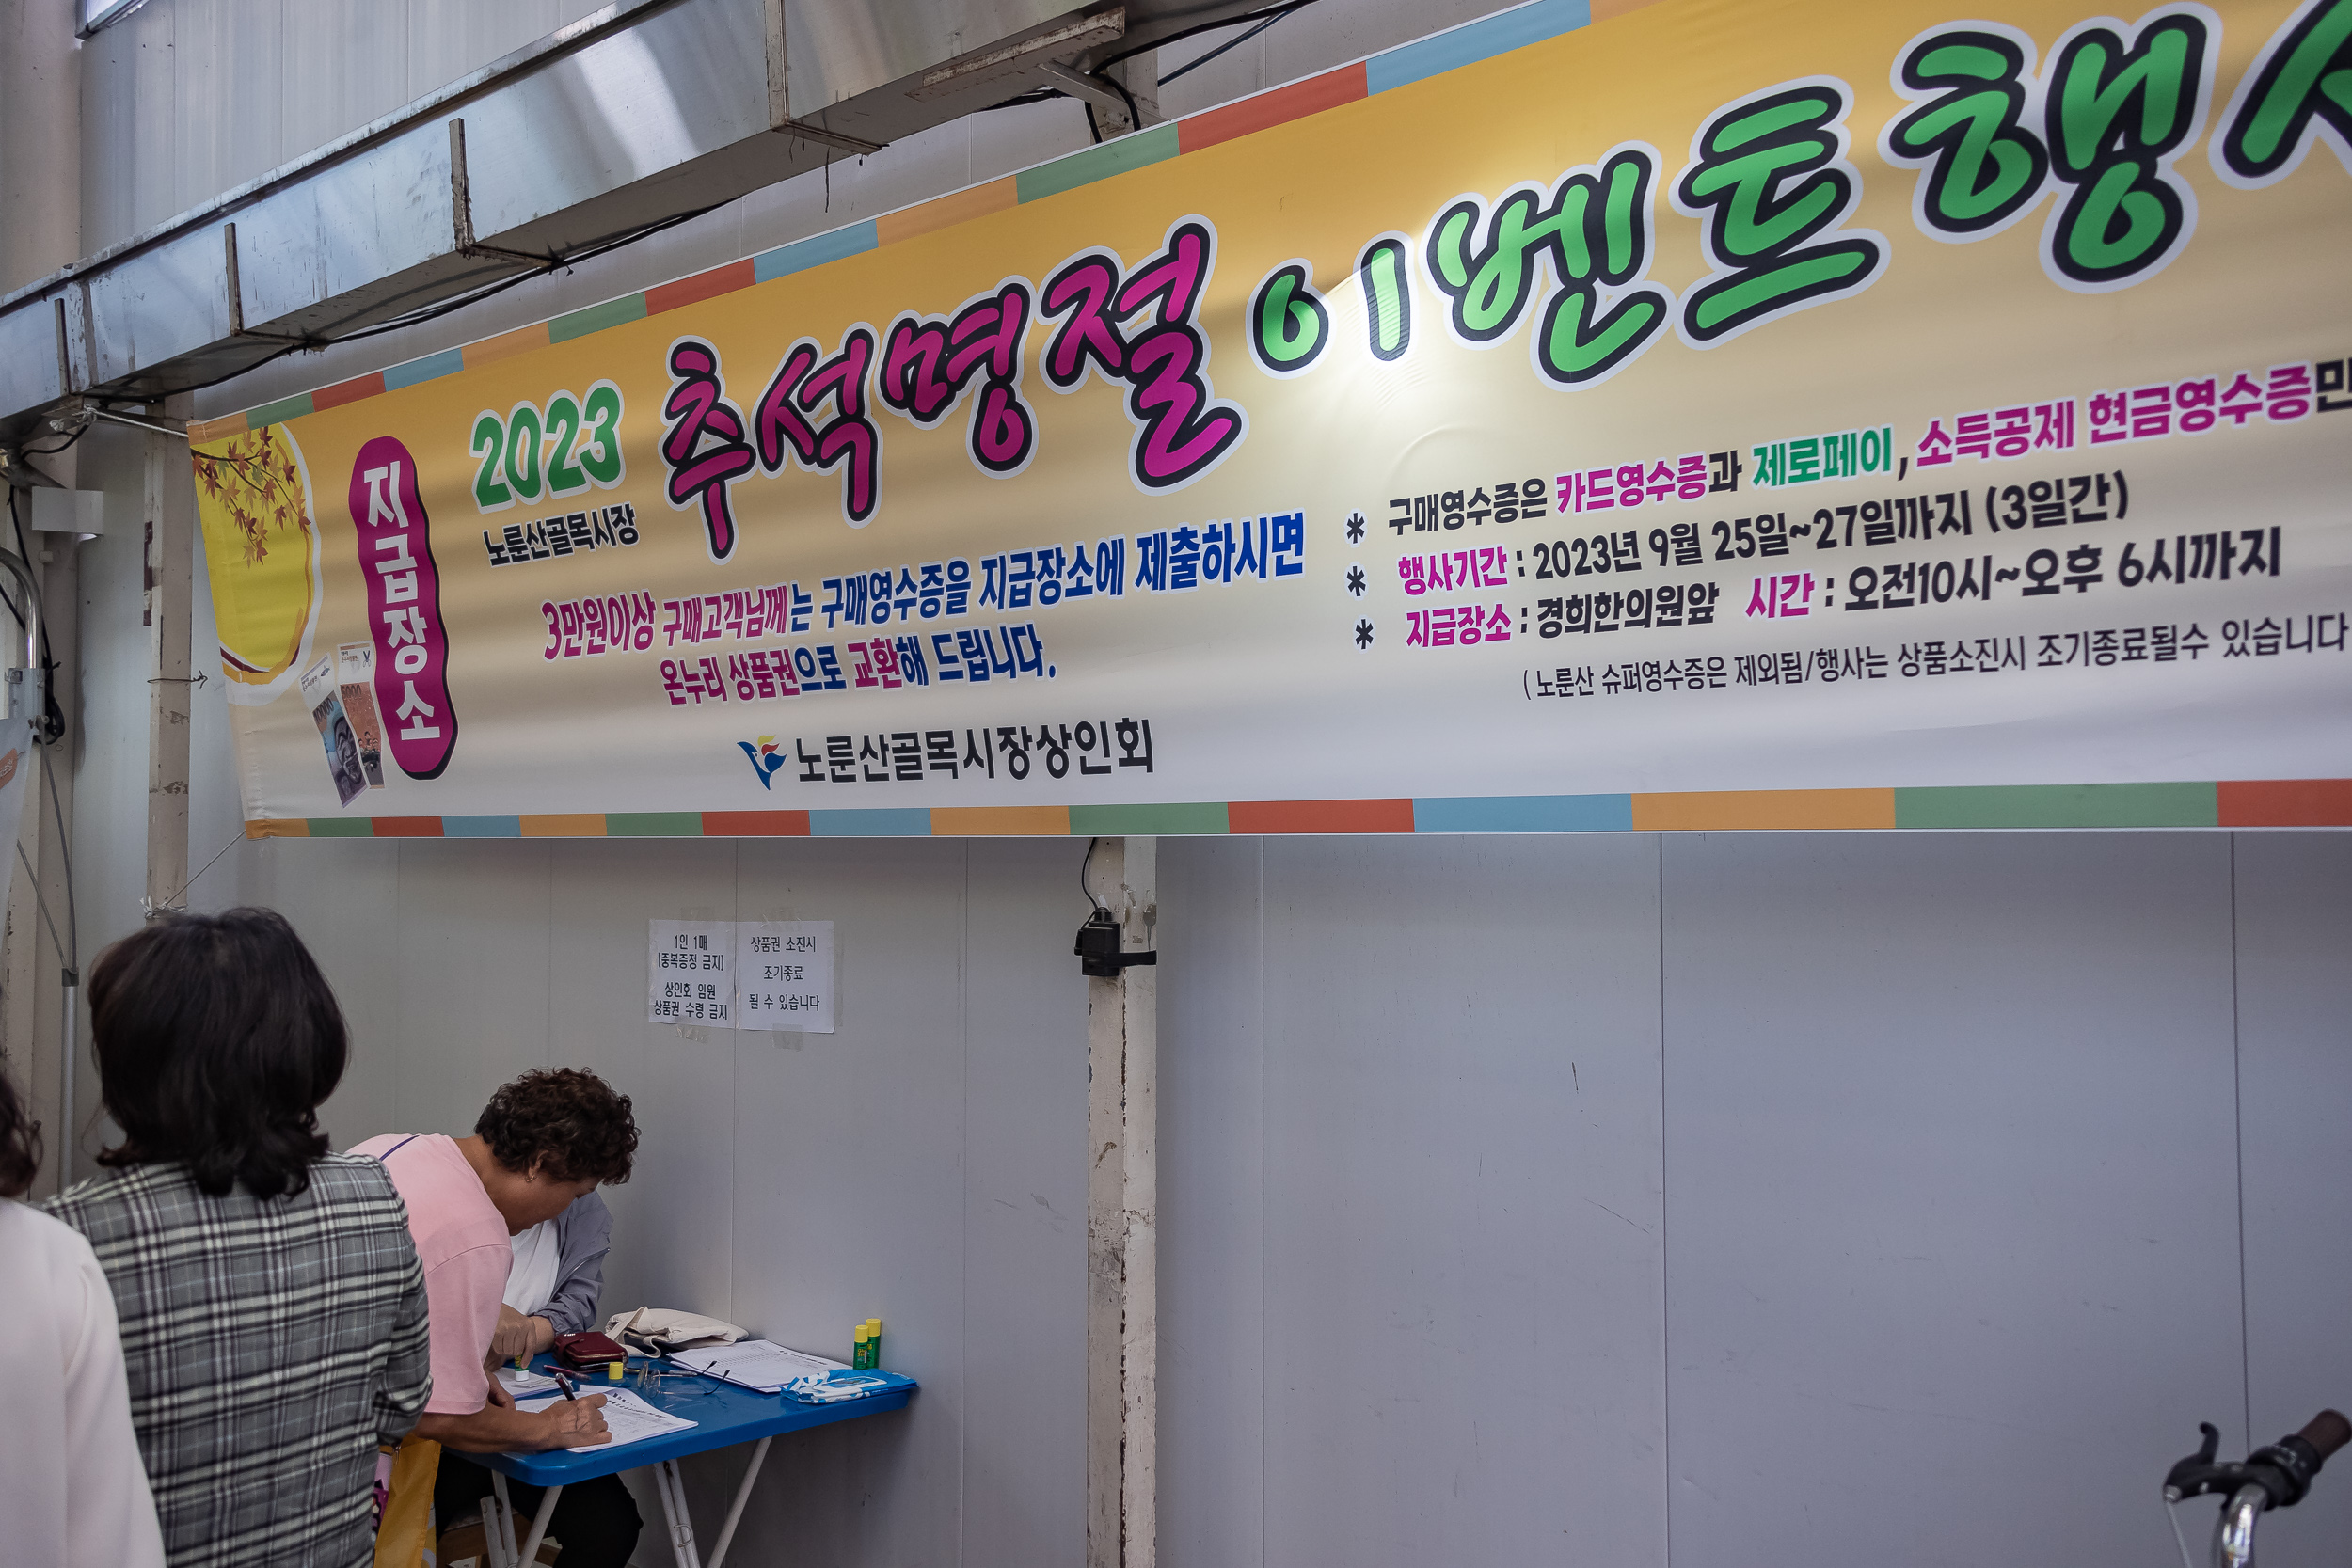 지급장소
2023 추석명절 이벤트행
노룬산골목시장
3만원이상 구매고객님께는 구매영수증을 지급장소에 제출하시면
온누리 상품권으로 교환해 드립니다.
노룬산골목시장상인회
* 구매영수증은 카드영수증과 제로페이, 소득공제 현금영수증만
* 행사기간 : 2023년 9월 25일~27일까지 (3일간)
* 지급장소 : 경희한의원앞 시간 : 오전10시~오후 6시까지
( 노룬산 슈퍼영수증은 제외됨/행사는 상품소진시 조기종료될수 있습니다
1인 1매
[중복증정 금지]
상인회 임원
상품권 수령 금지
상품권 소진시
조기종료
될 수 있습니다